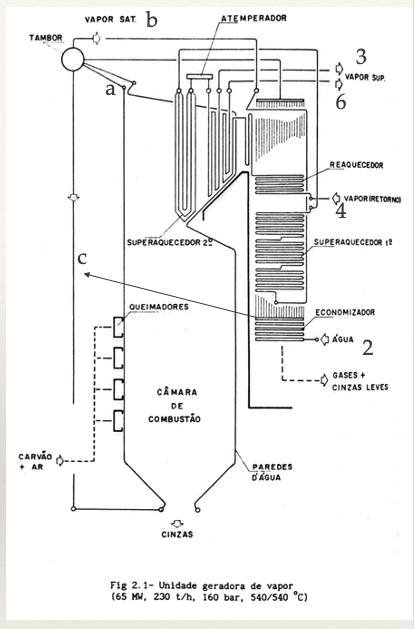 VAPOR SAT. b
ATEMPERADOR
TAMBOR
3
VAPOR SUP.
6
a
REAQUECEDOR
VAPOR(RETORNO)
4
SUPERAQUECEDOR 2º
SUPERAQUECEDOR 1º
c
QUEIMADORES
ECONOMIZADOR
ÁGUA 2
CÂMARA
DE
COMBUSTÃO
GASES +
CINZAS LEVES
CARVÃO
+ AR
PAREDES
D'ÁGUA
CINZAS
Fig 2.1- Unidade geradora de vapor
(65 MW, 230 t/h, 160 bar, 540/540 °C)